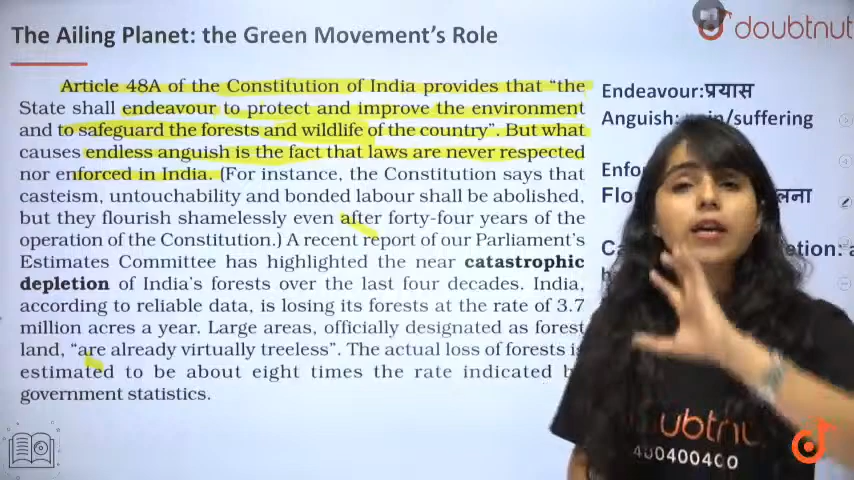 The Ailing Planet: the Green Movement's Role
doubtnut
Article 48A of the Constitution of India provides that "the
State shall endeavour to protect and improve the environment
and to safeguard the forests and wildlife of the country". But what
causes endless anguish is the fact that laws are never respected
nor enforced in India. (For instance, the Constitution says that
casteism, untouchability and bonded labour shall be abolished,
but they flourish shamelessly even after forty-four years of the
operation of the Constitution.) A recent report of our Parliament's
Estimates Committee has highlighted the near catastrophic
depletion of India's forests over the last four decades. India,
according to reliable data, is losing its forests at the rate of 3.7
million acres a year. Large areas, officially designated as forest
land, "are already virtually treeless". The actual loss of forests is
estimated to be about eight times the rate indicated
government statistics.
Endeavour:प्रयास
Anguish: /suffering